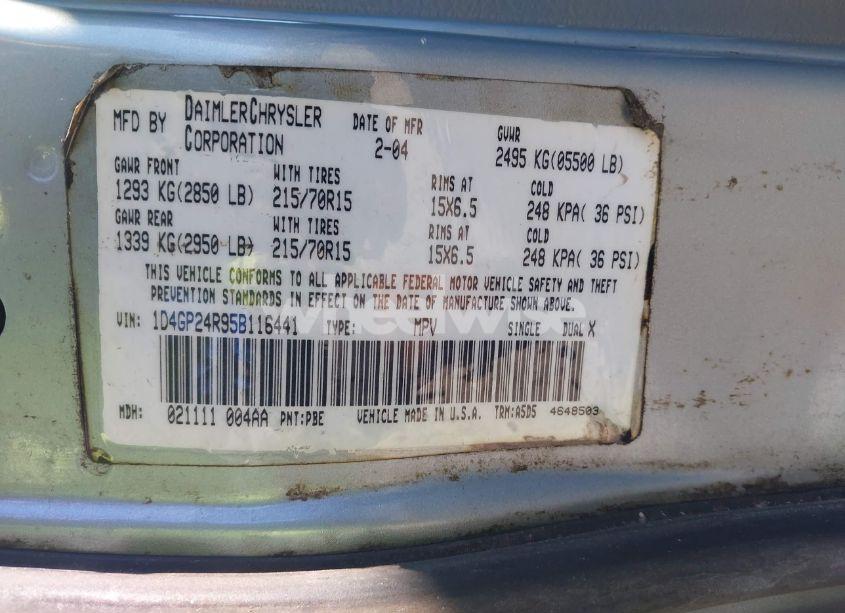 MFD BY DAIMLERCHRYSLER CORPORATION DATE OF MFR 2-04 GVWR 2495 KG(05500 LB)
GAWR FRONT WITH TIRES RIMS AT COLD
1293 KG(2850 LB) 215/70R15 15X6.5 248 KPA( 36 PSI)
GAWR REAR WITH TIRES RIMS AT COLD
1339 KG(2950 LB) 215/70R15 15X6.5 248 KPA( 36 PSI)
THIS VEHICLE CONFORMS TO ALL APPLICABLE FEDERAL MOTOR VEHICLE SAFETY AND THEFT
PREVENTION STANDARDS IN EFFECT ON THE DATE OF MANUFACTURE SHOWN ABOVE.
VIN: 1D4GP24R95B116441 TYPE: MPV SINGLE DUAL X
MDH: 021111 004AA PNT:PBE VEHICLE MADE IN U.S.A. TRM:A5D5 4648503